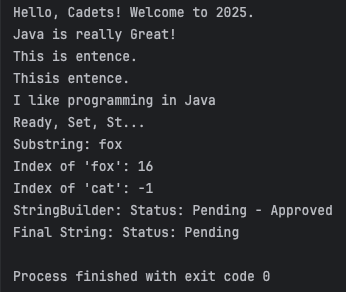 Hello, Cadets! Welcome to 2025.
Java is really Great!
This is entence.
Thisis entence.
I like programming in Java
Ready, Set, St...
Substring: fox
Index of 'fox': 16
Index of 'cat': -1
StringBuilder: Status: Pending - Approved
Final String: Status: Pending
Process finished with exit code 0